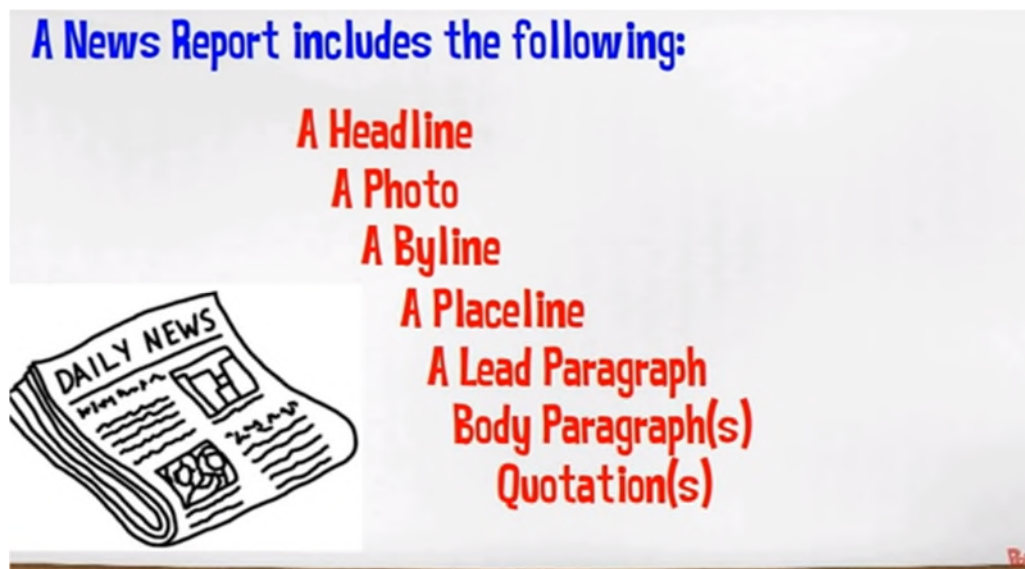 A News Report includes the following:
A Headline
A Photo
A Byline
A Placeline
A Lead Paragraph
Body Paragraph(s)
Quotation(s)
DAILY NEWS